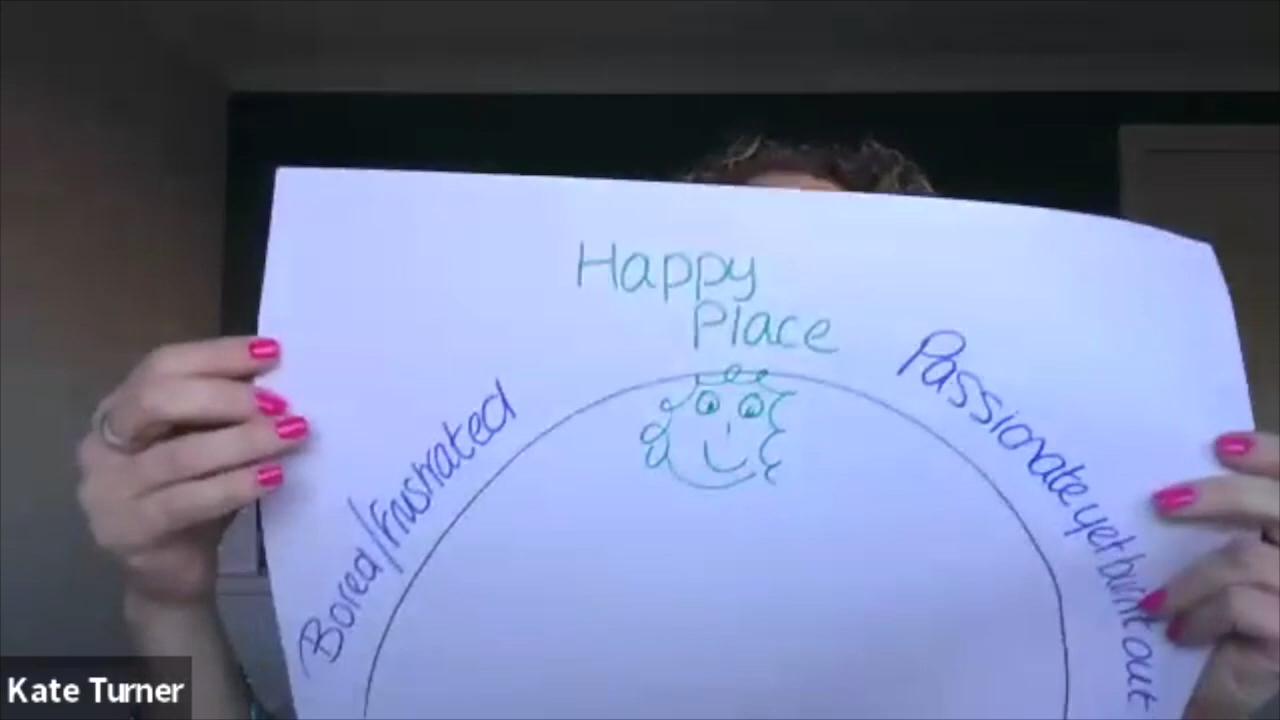 Happy
Place
Bored/frustrated
Passionate yet burnt out
Kate Turner